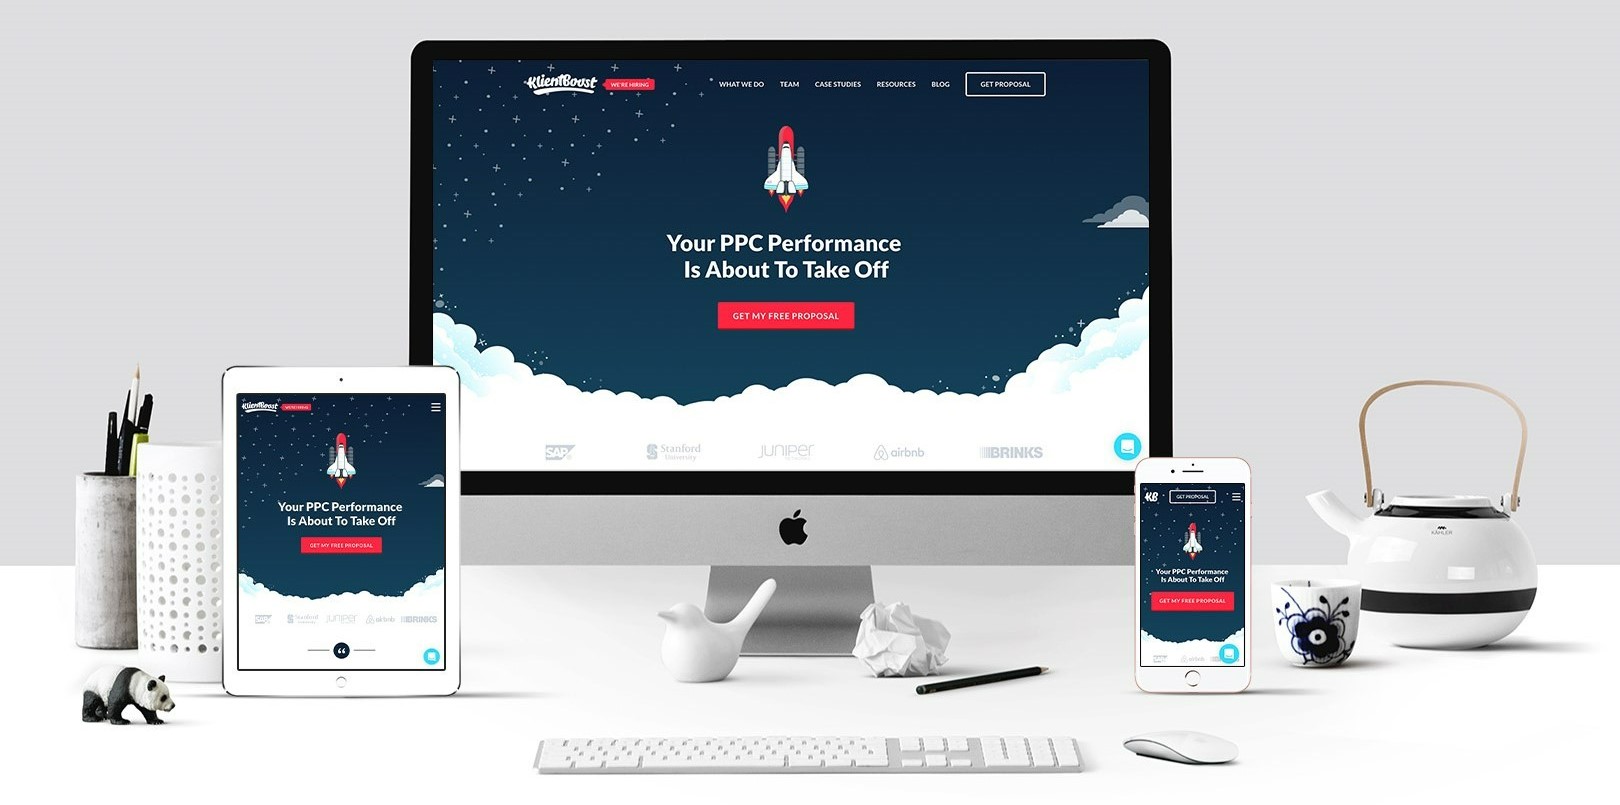 KlientBoost
WE'RE HIRING
WHAT WE DO
TEAM
CASE STUDIES
RESOURCES
BLOG
GET PROPOSAL
Your PPC Performance
Is About To Take Off
GET MY FREE PROPOSAL
SAP
Stanford
University
JUNIPER
NETWORKS
airbnb
BRINKS
KlientBoost
WE'RE HIRING
Your PPC Performance
Is About To Take Off
GET MY FREE PROPOSAL
SAP
Stanford
University
JUNIPER
airbnb
BRINKS
KB
GET PROPOSAL
Your PPC Performance
Is About To Take Off
GET MY FREE PROPOSAL
airbnb
KÄHLER